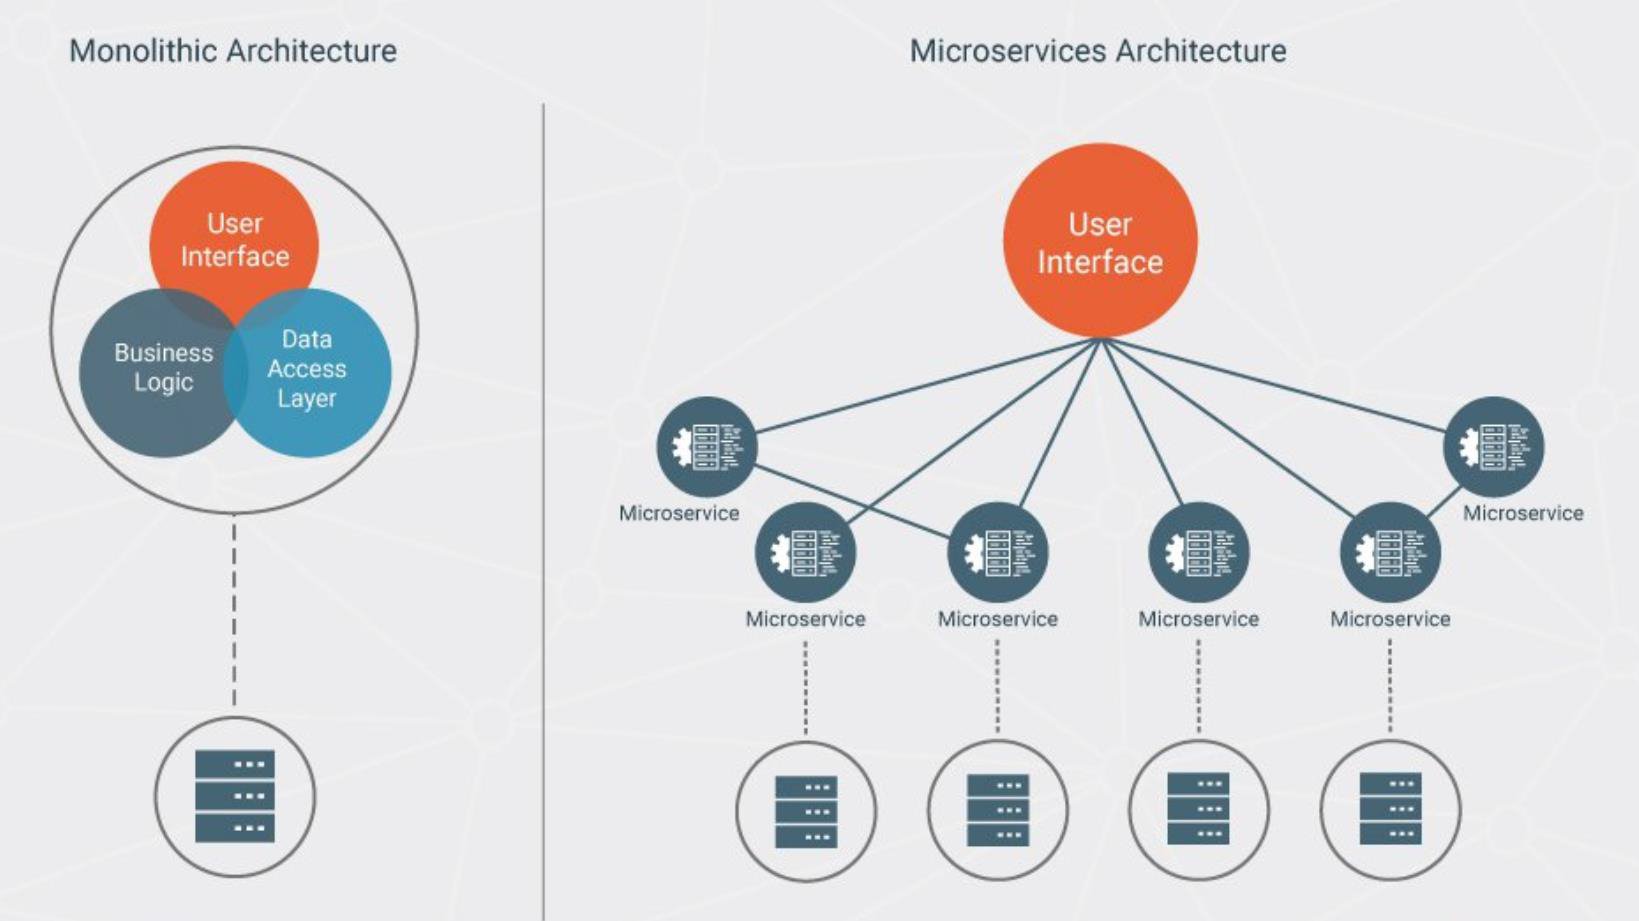 Monolithic Architecture
User
Interface
Business
Logic
Data
Access
Layer
Microservices Architecture
User
Interface
Microservice
Microservice
Microservice
Microservice
Microservice
Microservice